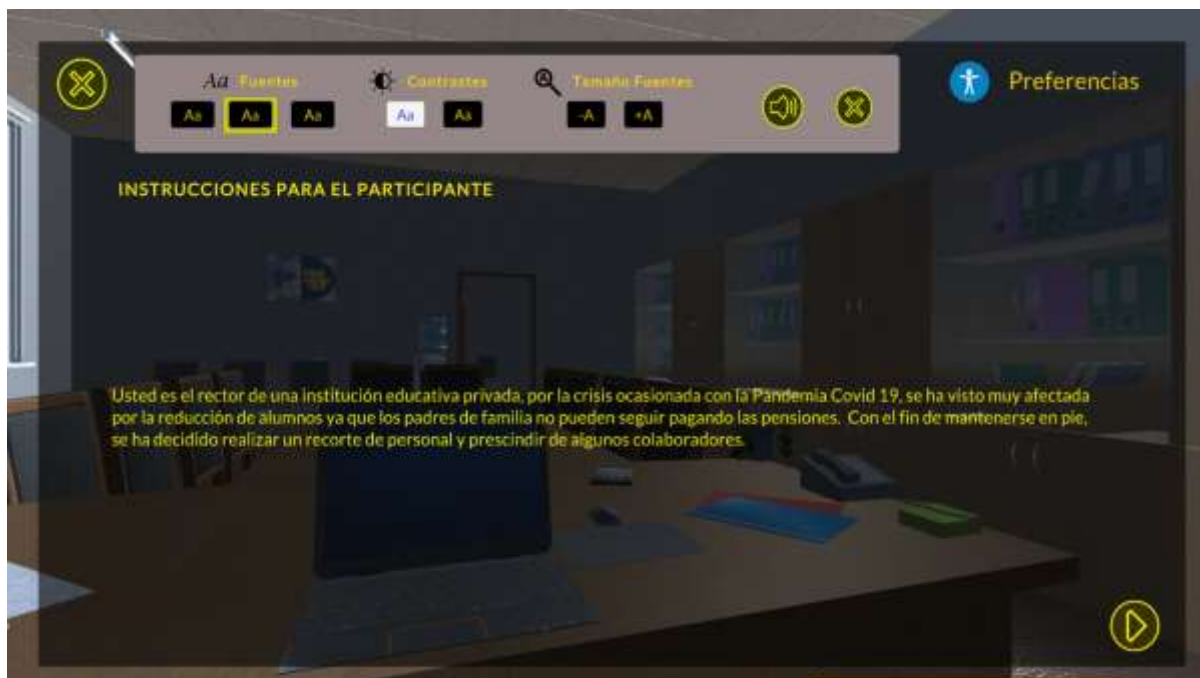 Aa Fuentes
Contrastes
Tamaño Fuentes
Preferencias
Aa Aa Aa
Aa Aa
-A +A
INSTRUCCIONES PARA EL PARTICIPANTE
Usted es el rector de una institución educativa privada, por la crisis ocasionada con la Pandemia Covid 19, se ha visto muy afectada
por la reducción de alumnos ya que los padres de familia no pueden seguir pagando las pensiones. Con el fin de mantenerse en pie,
se ha decidido realizar un recorte de personal y prescindir de algunos colaboradores.